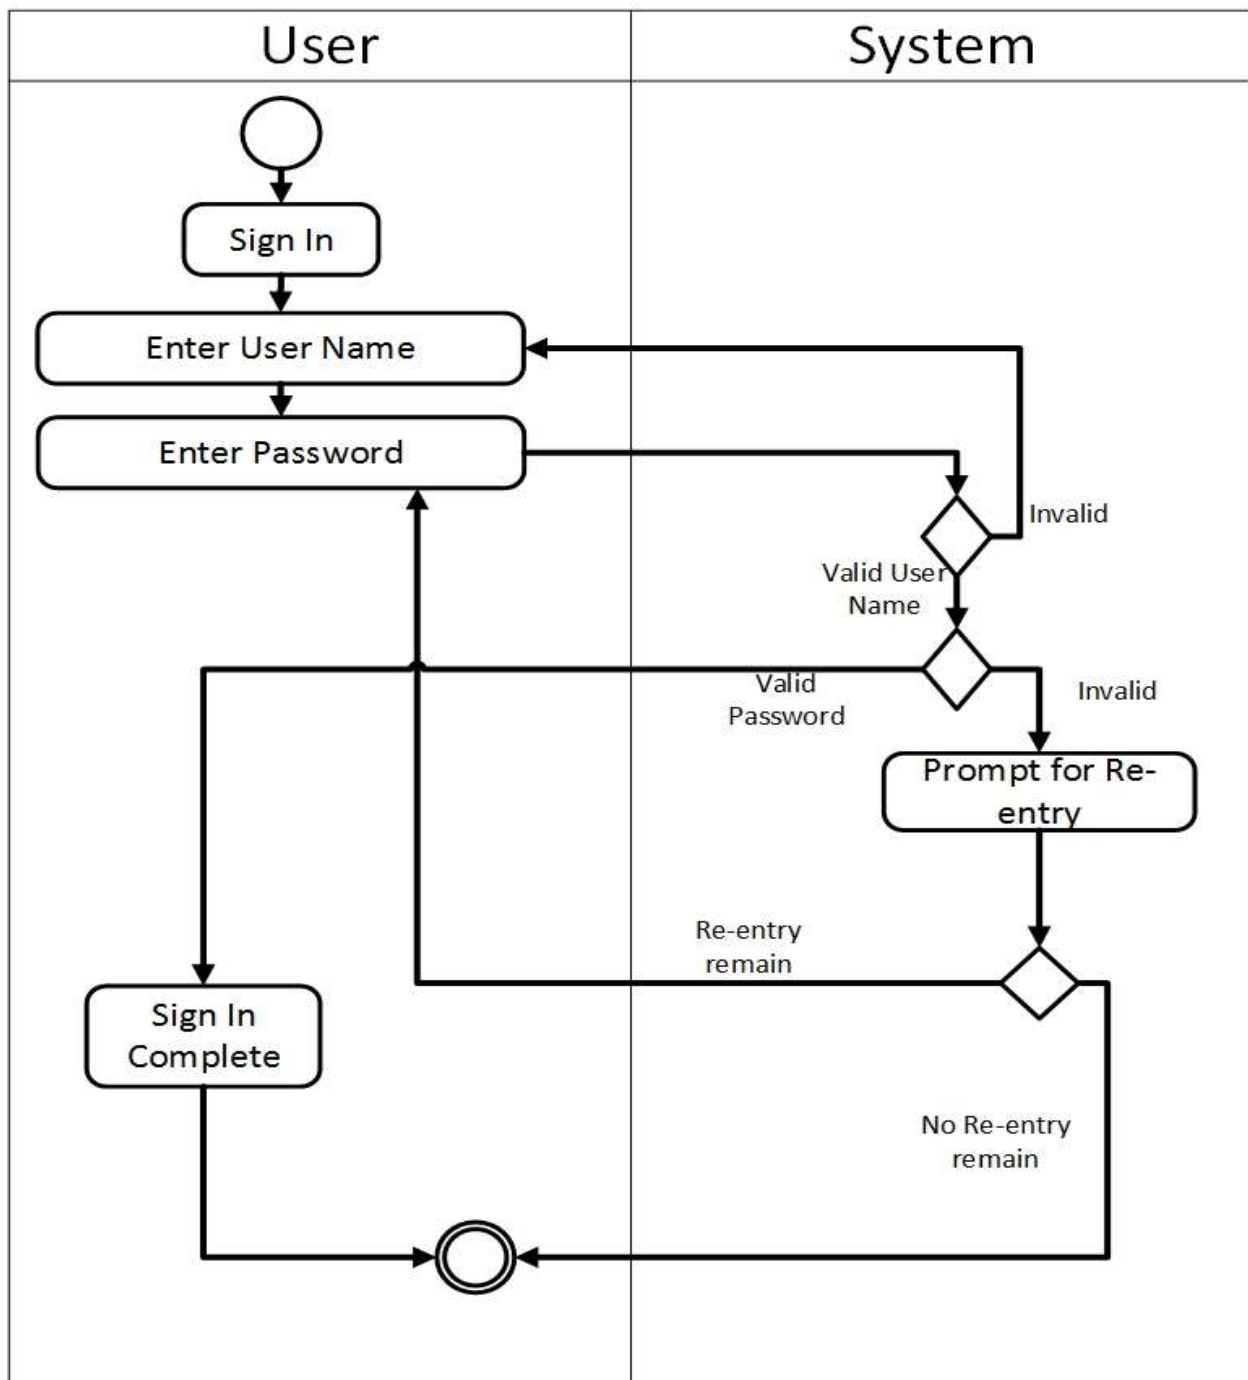 User
System
Sign In
Enter User Name
Enter Password
Invalid
Valid User
Name
Valid
Password
Invalid
Prompt for Re-
entry
Re-entry
remain
Sign In
Complete
No Re-entry
remain